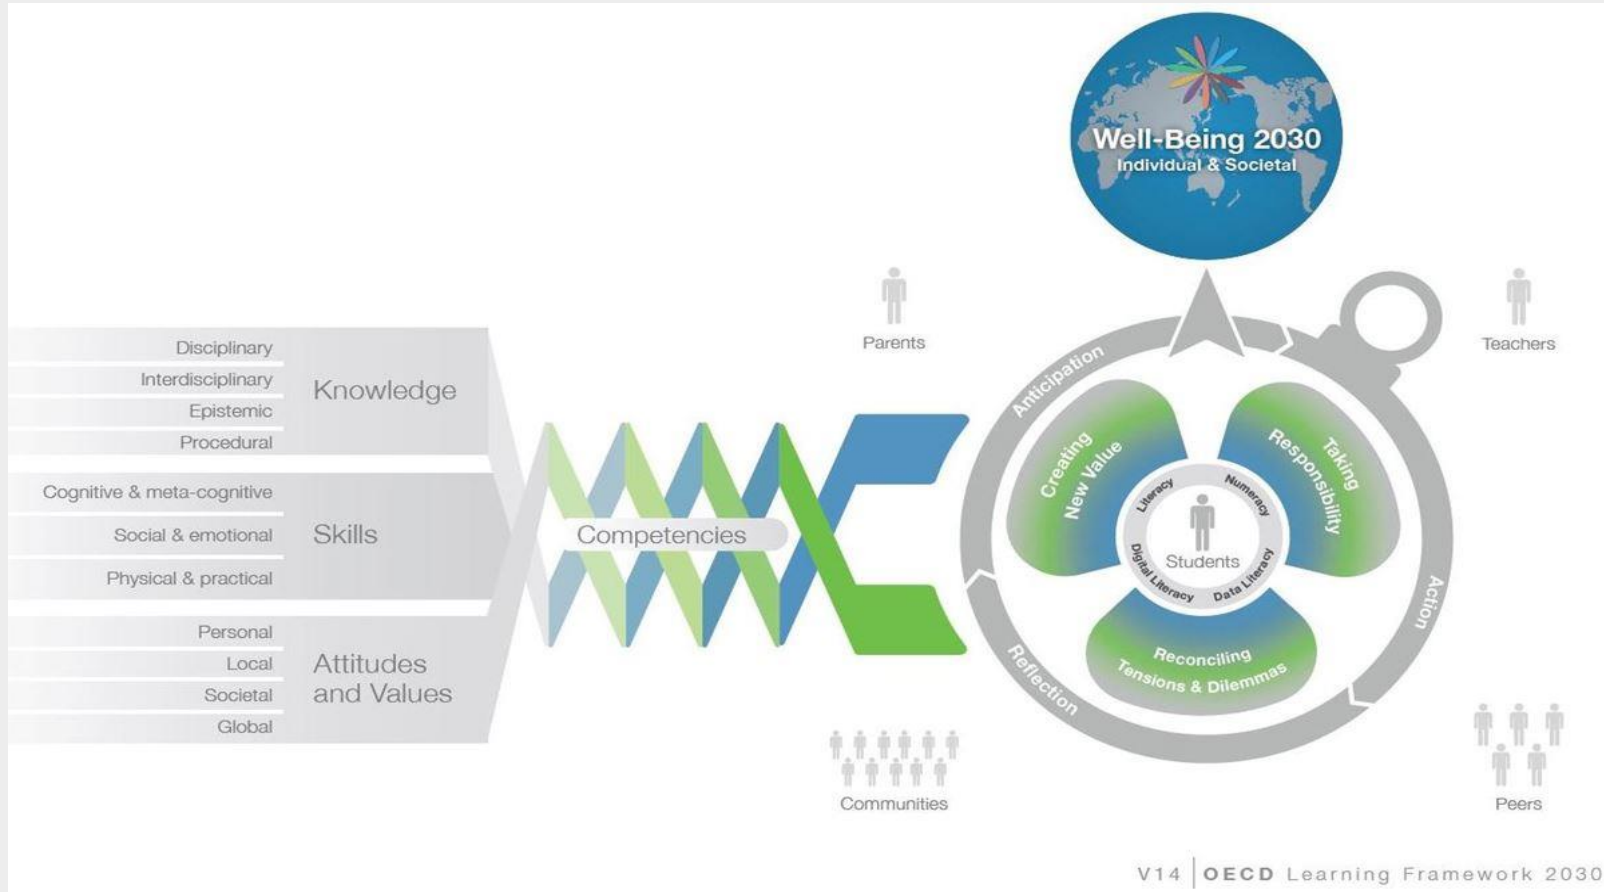 Well-Being 2030
Individual & Societal
Parents
Teachers
Disciplinary
Interdisciplinary
Epistemic
Procedural
Knowledge
Cognitive & meta-cognitive
Social & emotional
Physical & practical
Skills
Personal
Local
Societal
Global
Attitudes
and Values
Competencies
Anticipation
Action
Reflection
Creating
New Value
Taking
Responsibility
Reconciling
Tensions & Dilemmas
Literacy
Numeracy
Data Literacy
Digital Literacy
Students
Communities
Peers
V14 | OECD Learning Framework 2030